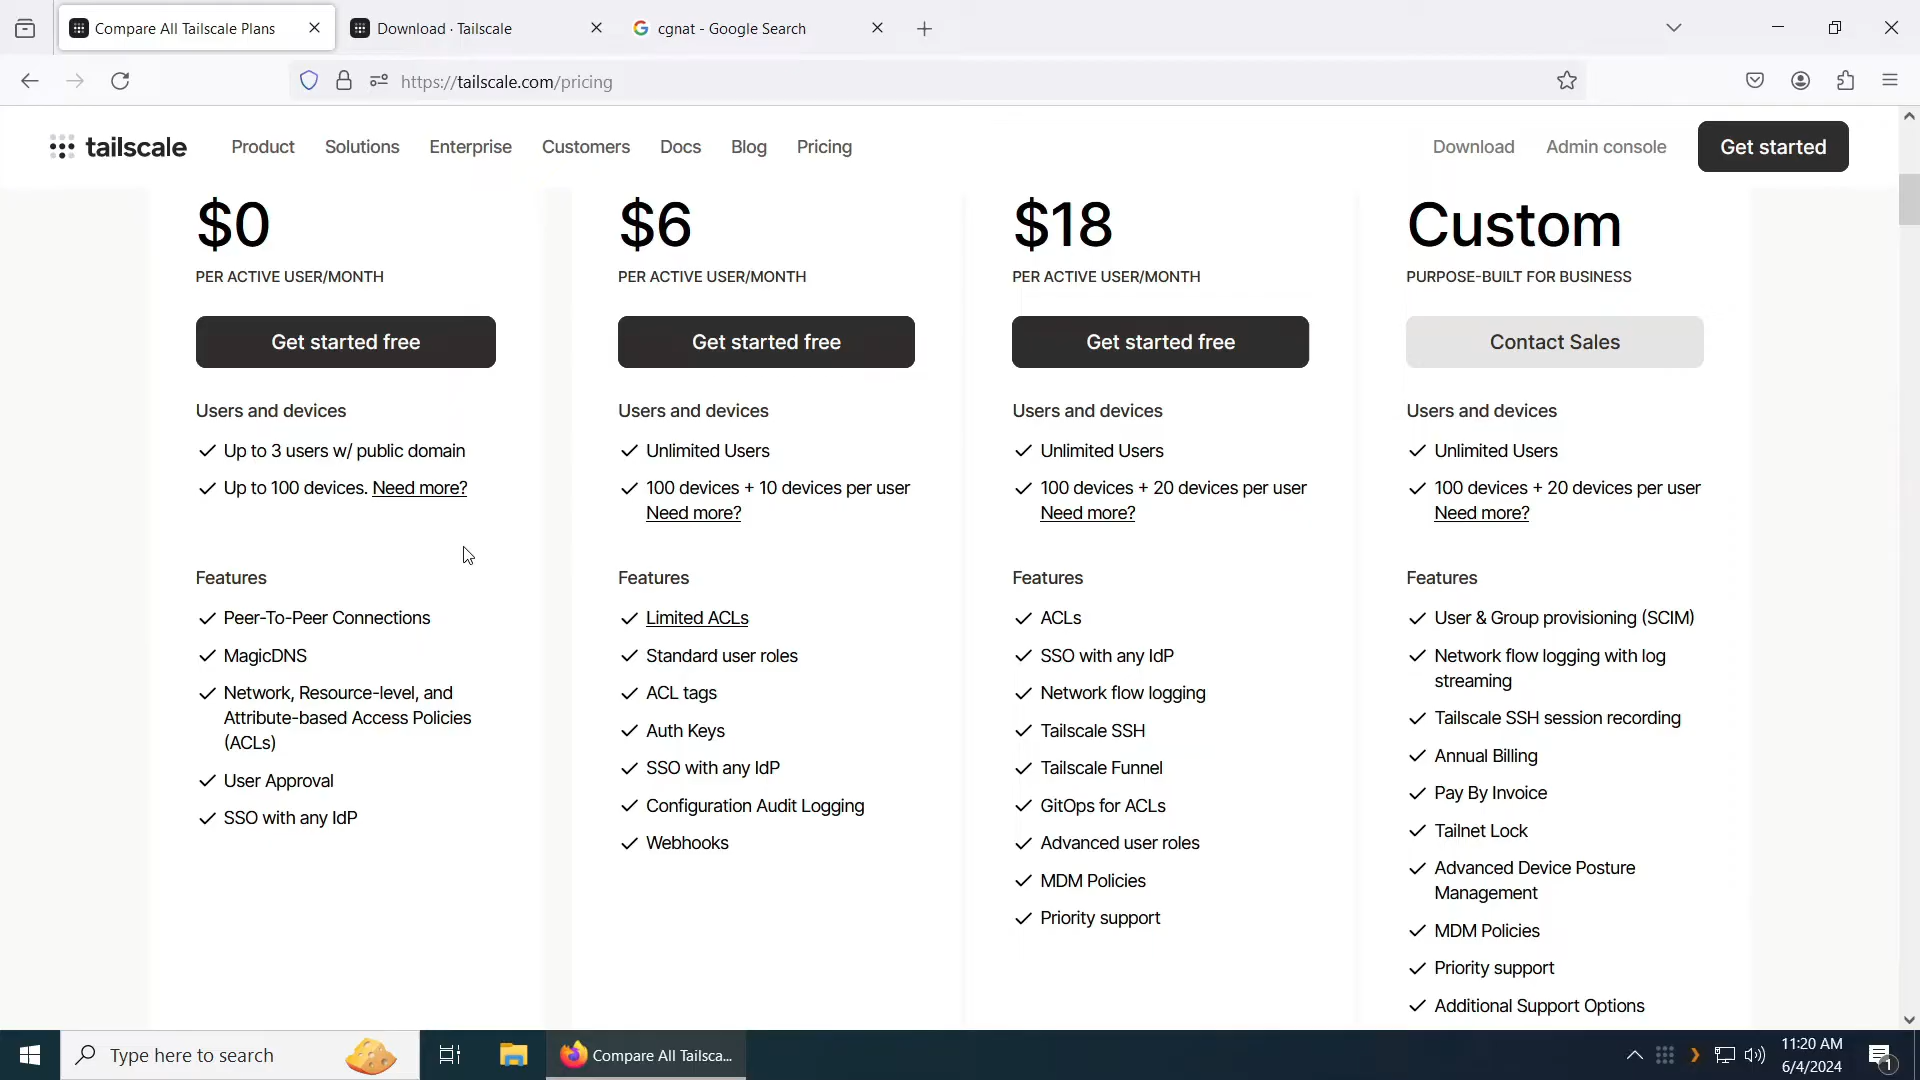 Compare All Tailscale Plans
Download · Tailscale
cgnat - Google Search
https://tailscale.com/pricing
tailscale
Product
Solutions
Enterprise
Customers
Docs
Blog
Pricing
Download
Admin console
Get started
$0
PER ACTIVE USER/MONTH
Get started free
Users and devices
Up to 3 users w/ public domain
Up to 100 devices. Need more?
Features
Peer-To-Peer Connections
MagicDNS
Network, Resource-level, and
Attribute-based Access Policies
(ACLs)
User Approval
SSO with any IdP
$6
PER ACTIVE USER/MONTH
Get started free
Users and devices
Unlimited Users
100 devices + 10 devices per user
Need more?
Features
Limited ACLs
Standard user roles
ACL tags
Auth Keys
SSO with any IdP
Configuration Audit Logging
Webhooks
$18
PER ACTIVE USER/MONTH
Get started free
Users and devices
Unlimited Users
100 devices + 20 devices per user
Need more?
Features
ACLs
SSO with any IdP
Network flow logging
Tailscale SSH
Tailscale Funnel
GitOps for ACLs
Advanced user roles
MDM Policies
Priority support
Custom
PURPOSE-BUILT FOR BUSINESS
Contact Sales
Users and devices
Unlimited Users
100 devices + 20 devices per user
Need more?
Features
User & Group provisioning (SCIM)
Network flow logging with log
streaming
Tailscale SSH session recording
Annual Billing
Pay By Invoice
Tailnet Lock
Advanced Device Posture
Management
MDM Policies
Priority support
Additional Support Options
Type here to search
Compare All Tailsca...
11:20 AM
6/4/2024
1